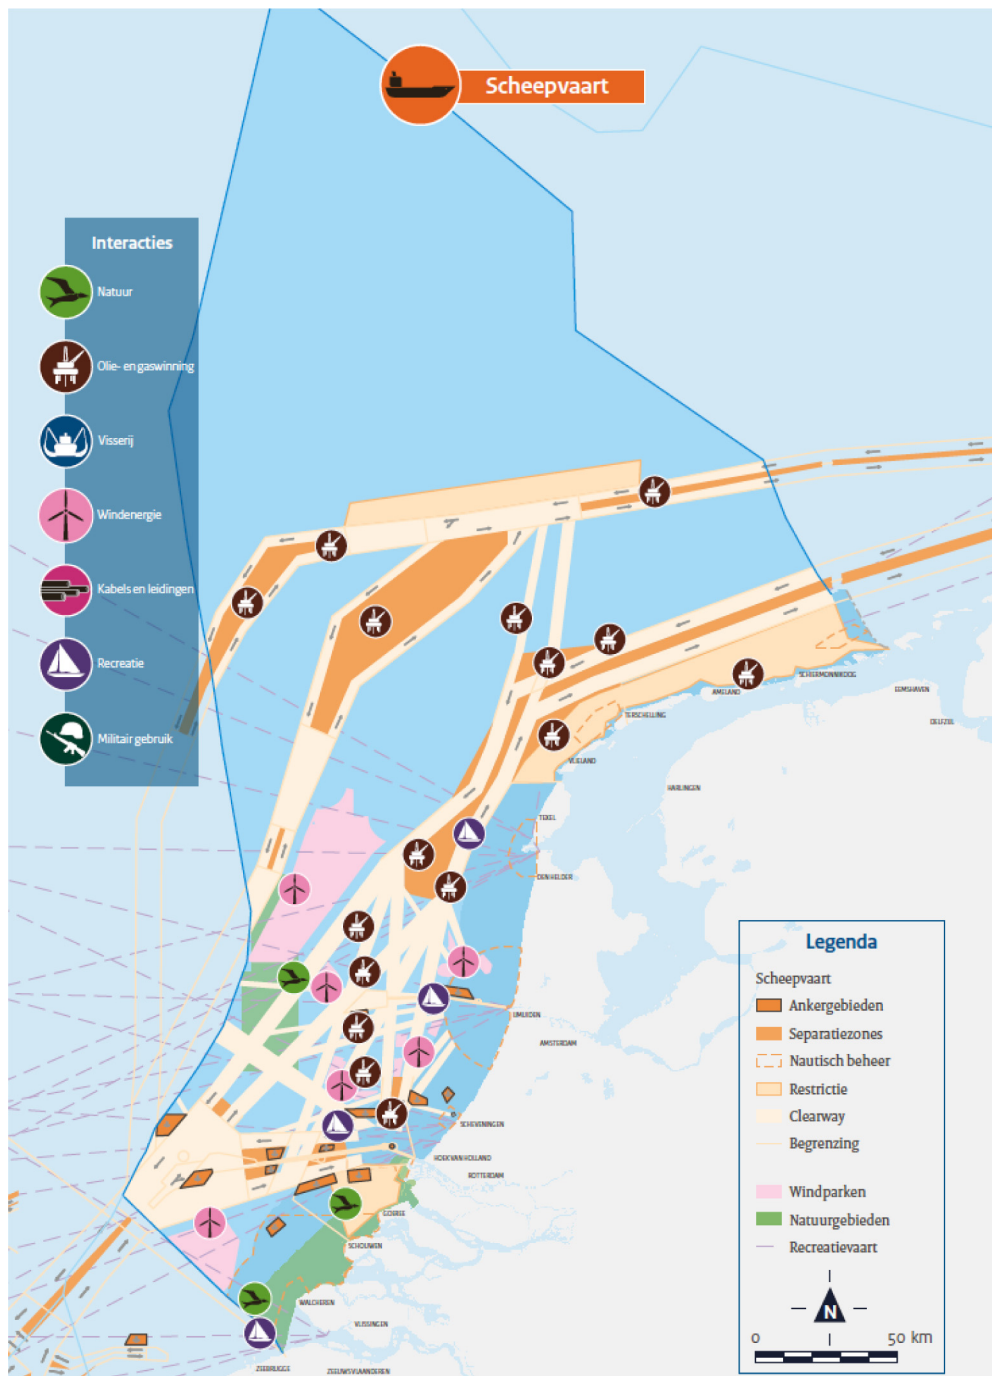 Scheepvaart
Interacties
Natuur
Olie- en gaswinning
Visserij
Windenergie
Kabels en leidingen
Recreatie
Militair gebruik
SCHIERMONNIKOOG
AMELAND
EEMSHAVEN
TERSCHELLING
DELFZIJL
VLIELAND
HARLINGEN
TEXEL
DEN HELDER
IJMUIDEN
AMSTERDAM
SCHEVENINGEN
HOEK VAN HOLLAND
ROTTERDAM
GOEREE
SCHOUWEN
WALCHEREN
VLISSINGEN
ZEEBRUGGE
ZEEUWSVLAANDEREN
Legenda
Scheepvaart
Ankergebieden
Separatiezones
Nautisch beheer
Restrictie
Clearway
Begrenzing
Windparken
Natuurgebieden
Recreatievaart
N
0 50 km